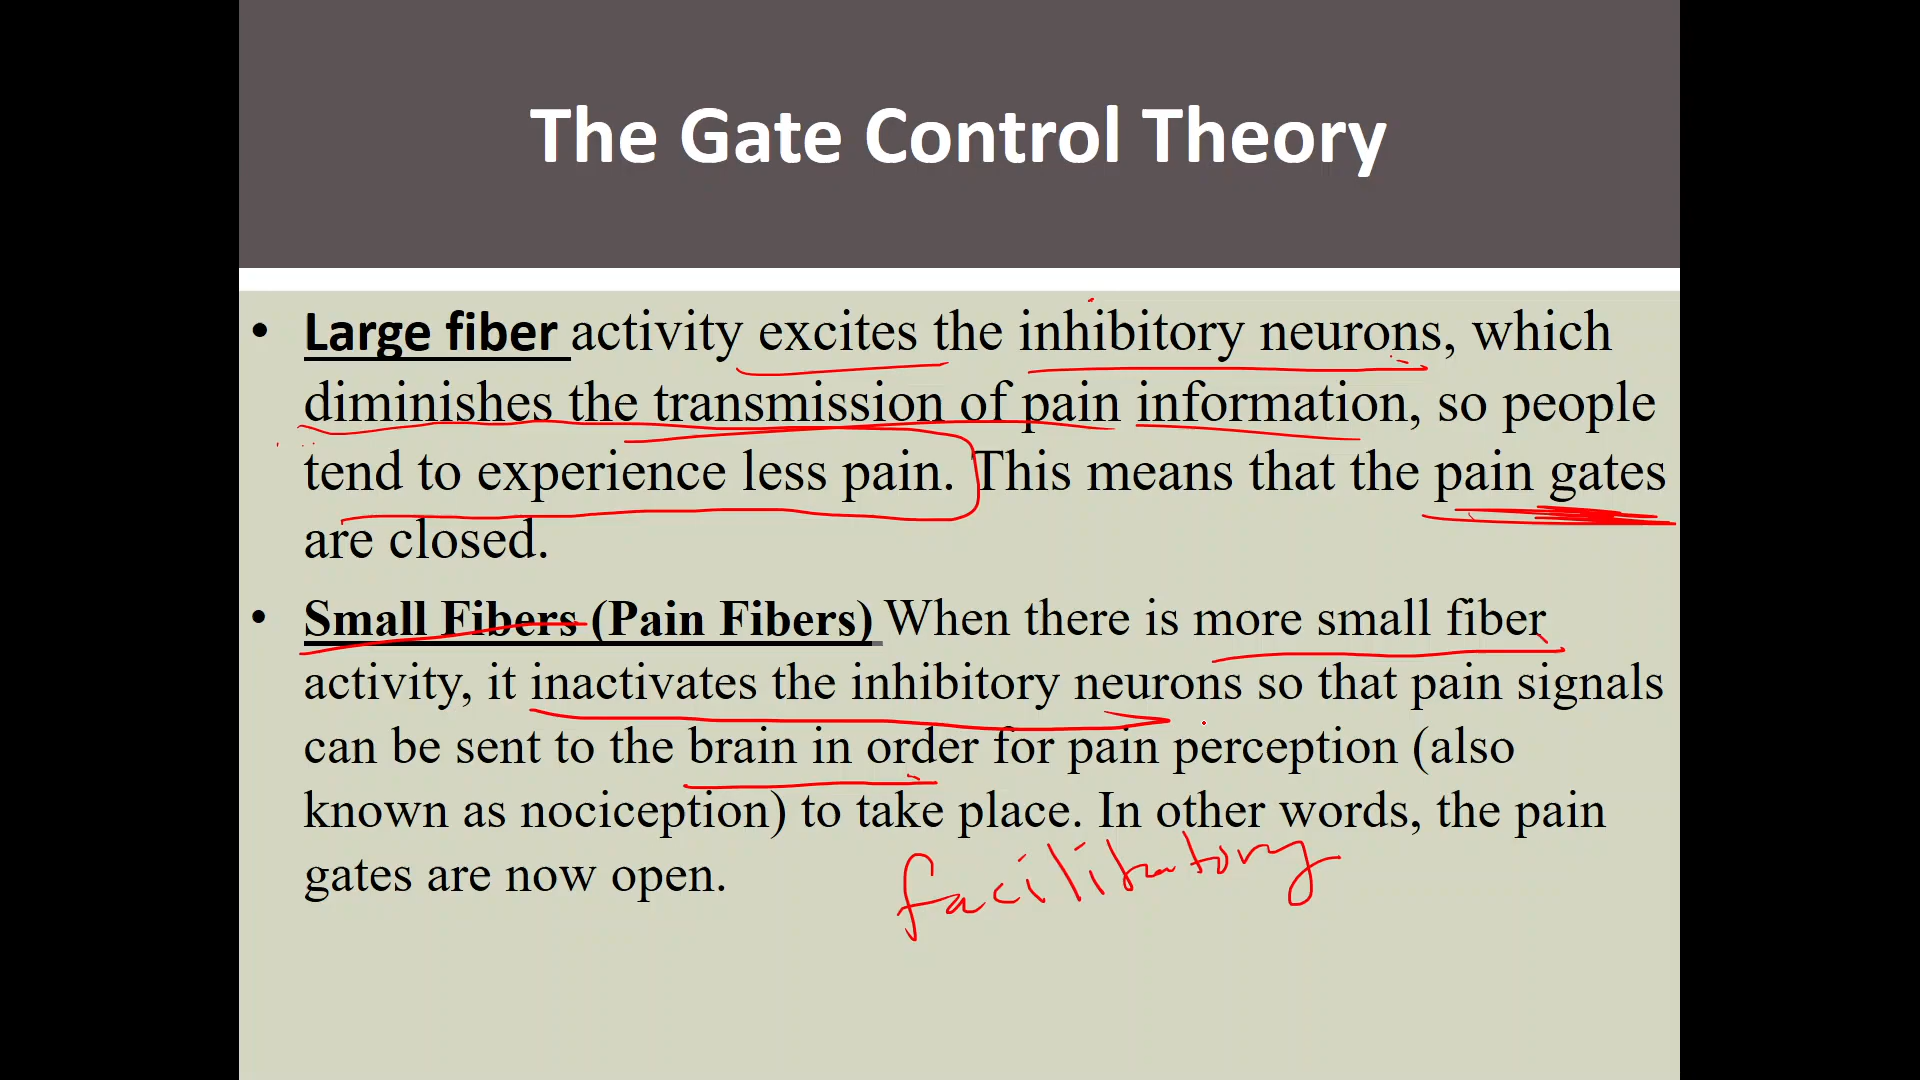 The Gate Control Theory
• Large fiber activity excites the inhibitory neurons, which
diminishes the transmission of pain information, so people
tend to experience less pain. This means that the pain gates
are closed.
• Small Fibers (Pain Fibers) When there is more small fiber
activity, it inactivates the inhibitory neurons so that pain signals
can be sent to the brain in order for pain perception (also
known as nociception) to take place. In other words, the pain
gates are now open.
facilitatory